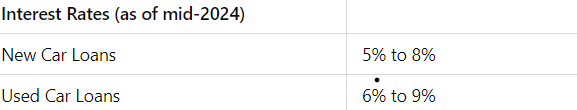 Interest Rates (as of mid-2024)
New Car Loans 5% to 8%
Used Car Loans 6% to 9%